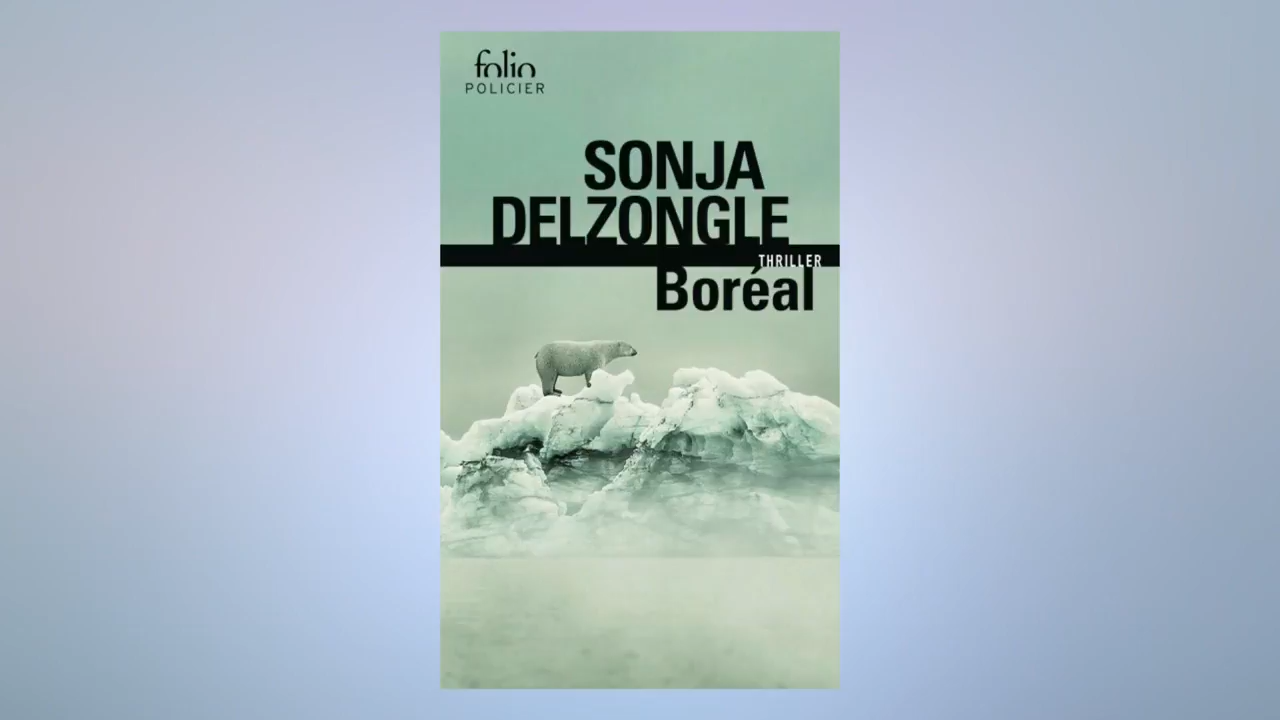 folio
POLICIER
SONJA
DELZONGLE
THRILLER
Boréal